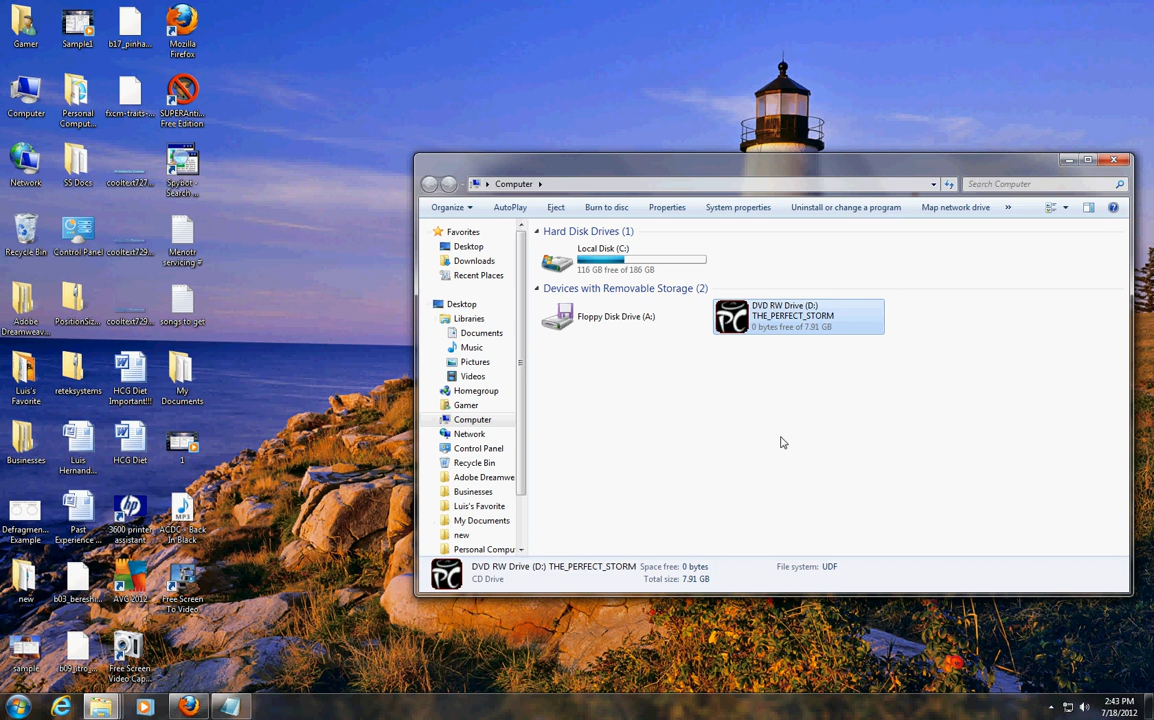 Gamer
Sample1
b17_pinha...
Mozilla
Firefox
Computer
Personal
Comput...
fxcm-traits-...
SUPERAnti...
Free Edition
Network
SS Docs
cooltext727...
Spybot -
Search ...
Recycle Bin
Control Panel
cooltext729...
Menotr
servicing =
Adobe
Dreamweav...
PositionSiz...
cooltext729...
songs to get
Luis's
Favorite
reteksystems
HCG Diet
Important!!!
My
Documents
Businesses
Luis
Hernand...
HCG Diet
1
Defragmen...
Example
Past
Experience ...
3600 printer
assistant
ACDC - Back
In Black
new
b03_bereshi...
AVG 2012
Free Screen
To Video
sample
b09_itro_...
Free Screen
Video Cap...
Computer
Search Computer
Organize
AutoPlay
Eject
Burn to disc
Properties
System properties
Uninstall or change a program
Map network drive
»
Favorites
Desktop
Downloads
Recent Places
Desktop
Libraries
Documents
Music
Pictures
Videos
Homegroup
Gamer
Computer
Network
Control Panel
Recycle Bin
Adobe Dreamwe
Businesses
Luis's Favorite
My Documents
new
Personal Compu
Hard Disk Drives (1)
Local Disk (C:)
116 GB free of 186 GB
Devices with Removable Storage (2)
Floppy Disk Drive (A:)
PC
DVD RW Drive (D:)
THE_PERFECT_STORM
0 bytes free of 7.91 GB
PC
DVD RW Drive (D:) THE_PERFECT_STORM
Space free: 0 bytes
File system: UDF
CD Drive
Total size: 7.91 GB
2:43 PM
7/18/2012